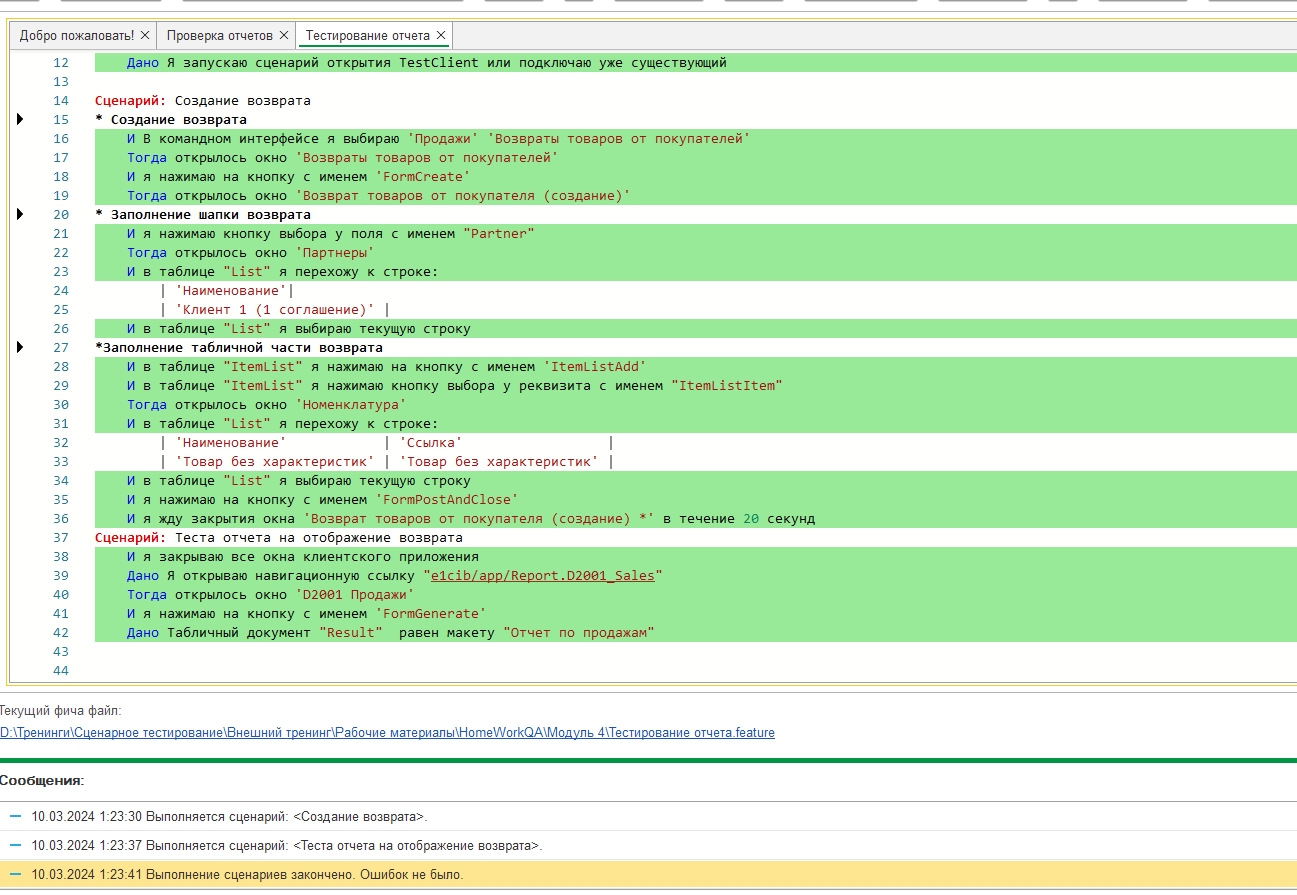 Добро пожаловать! × Проверка отчетов × Тестирование отчета ×
12 Дано Я запускаю сценарий открытия TestClient или подключаю уже существующий
13
14 Сценарий: Создание возврата
15 * Создание возврата
16 И В командном интерфейсе я выбираю 'Продажи' 'Возвраты товаров от покупателей'
17 Тогда открылось окно 'Возвраты товаров от покупателей'
18 И я нажимаю на кнопку с именем 'FormCreate'
19 Тогда открылось окно 'Возврат товаров от покупателя (создание)'
20 * Заполнение шапки возврата
21 И я нажимаю кнопку выбора у поля с именем "Partner"
22 Тогда открылось окно 'Партнеры'
23 И в таблице "List" я перехожу к строке:
24 | 'Наименование'|
25 | 'Клиент 1 (1 соглашение)' |
26 И в таблице "List" я выбираю текущую строку
27 *Заполнение табличной части возврата
28 И в таблице "ItemList" я нажимаю на кнопку с именем 'ItemListAdd'
29 И в таблице "ItemList" я нажимаю кнопку выбора у реквизита с именем "ItemListItem"
30 Тогда открылось окно 'Номенклатура'
31 И в таблице "List" я перехожу к строке:
32 | 'Наименование' | 'Ссылка' |
33 | 'Товар без характеристик' | 'Товар без характеристик' |
34 И в таблице "List" я выбираю текущую строку
35 И я нажимаю на кнопку с именем 'FormPostAndClose'
36 И я жду закрытия окна 'Возврат товаров от покупателя (создание) *' в течение 20 секунд
37 Сценарий: Теста отчета на отображение возврата
38 И я закрываю все окна клиентского приложения
39 Дано Я открываю навигационную ссылку "e1cib/app/Report.D2001_Sales"
40 Тогда открылось окно 'D2001 Продажи'
41 И я нажимаю на кнопку с именем 'FormGenerate'
42 Дано Табличный документ "Result" равен макету "Отчет по продажам"
43
44
Текущий фича файл:
D:\Тренинги\Сценарное тестирование\Внешний тренинг\Рабочие материалы\HomeWorkQA\Модуль 4\Тестирование отчета.feature
Сообщения:
10.03.2024 1:23:30 Выполняется сценарий: <Создание возврата>.
10.03.2024 1:23:37 Выполняется сценарий: <Теста отчета на отображение возврата>.
10.03.2024 1:23:41 Выполнение сценариев закончено. Ошибок не было.